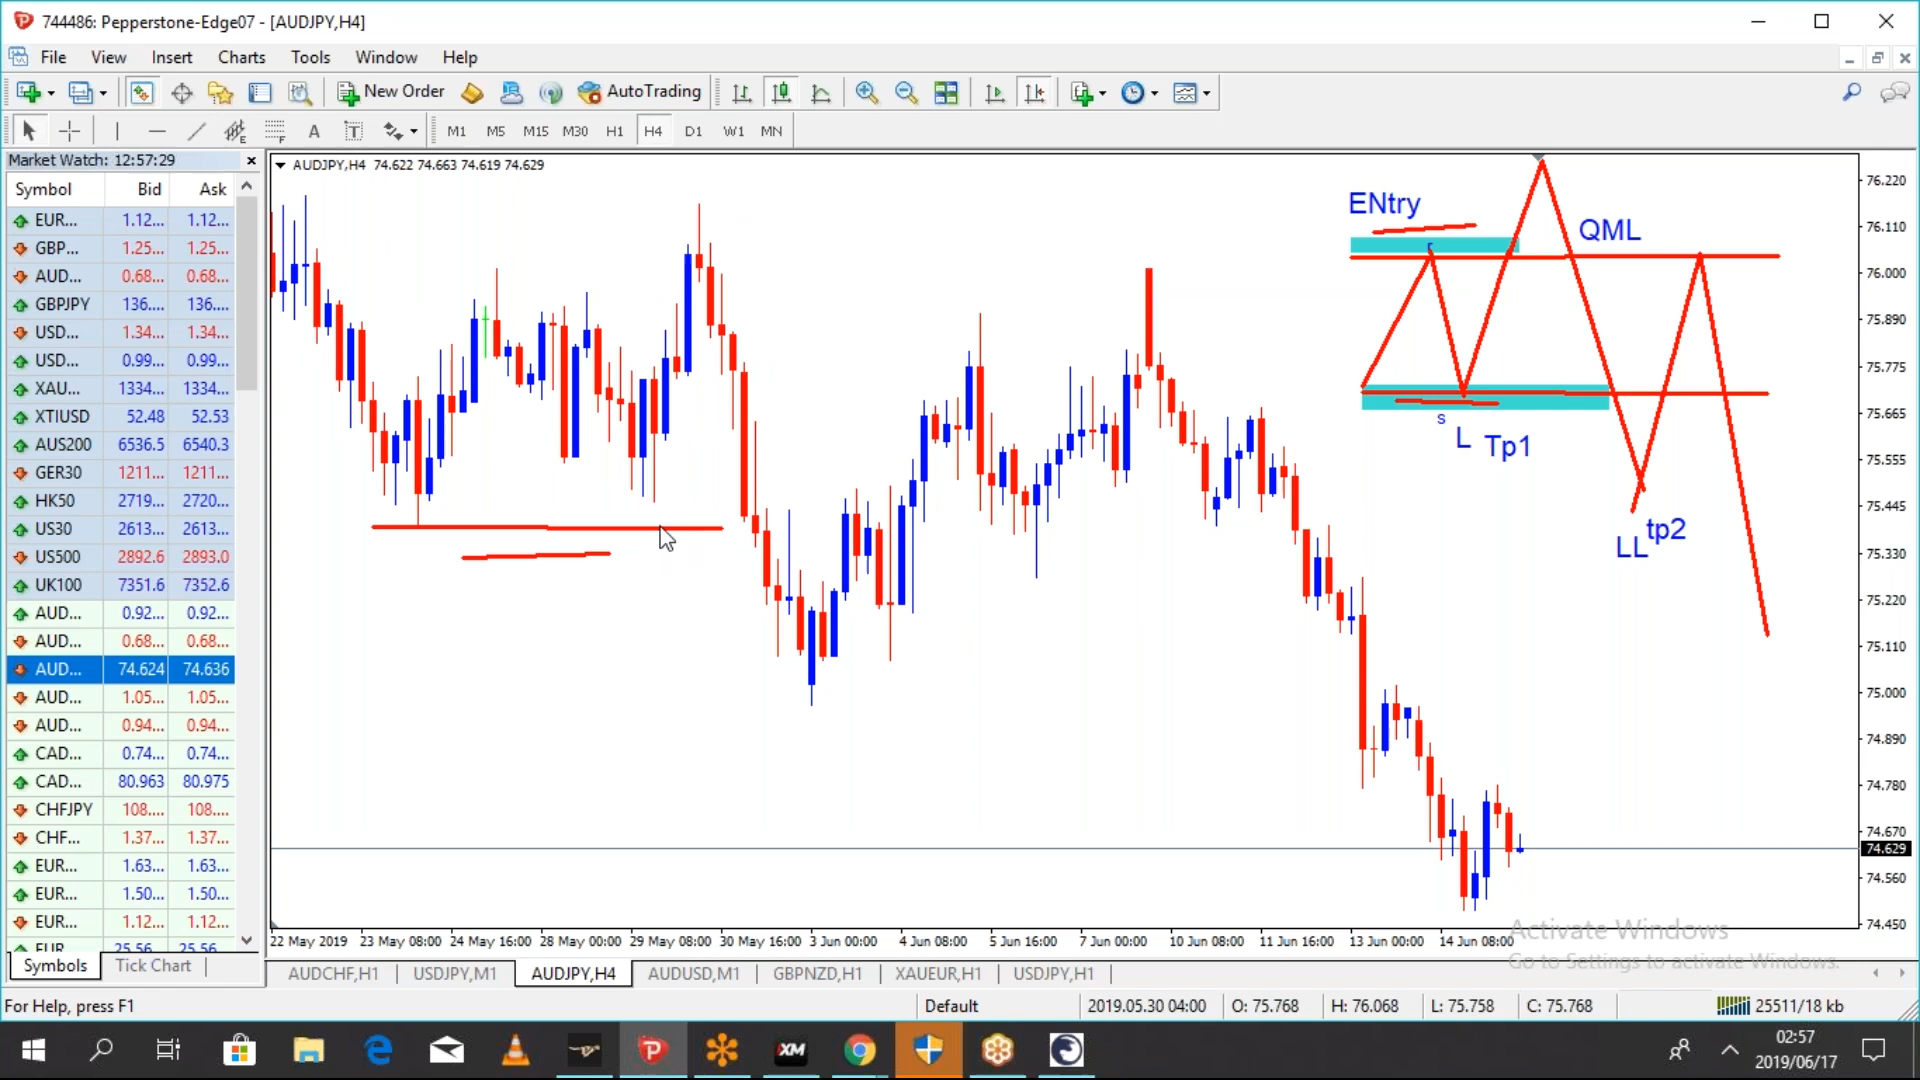 744486: Pepperstone-Edge07 - [AUDJPY,H4]
File View Insert Charts Tools Window Help
New Order AutoTrading
A T M1 M5 M15 M30 H1 H4 D1 W1 MN
Market Watch: 12:57:29
Symbol Bid Ask
EUR... 1.12... 1.12...
GBP... 1.25... 1.25...
AUD... 0.68... 0.68...
GBPJPY 136.... 136....
USD... 1.34... 1.34...
USD... 0.99... 0.99...
XAU... 1334... 1334...
XTIUSD 52.48 52.53
AUS200 6536.5 6540.3
GER30 1211... 1211...
HK50 2719... 2720...
US30 2613... 2613...
US500 2892.6 2893.0
UK100 7351.6 7352.6
AUD... 0.92... 0.92...
AUD... 0.68... 0.68...
AUD... 74.624 74.636
AUD... 1.05... 1.05...
AUD... 0.94... 0.94...
CAD... 0.74... 0.74...
CAD... 80.963 80.975
CHFJPY 108.... 108....
CHF... 1.37... 1.37...
EUR... 1.63... 1.63...
EUR... 1.50... 1.50...
EUR... 1.12... 1.12...
EUR 25.56 25.56
Symbols Tick Chart
AUDJPY,H4 74.622 74.663 74.619 74.629
ENtry
r
QML
s
L Tp1
tp2
LL
76.220
76.110
76.000
75.890
75.775
75.665
75.555
75.445
75.330
75.220
75.110
75.000
74.890
74.780
74.670
74.629
74.560
74.450
22 May 2019 23 May 08:00 24 May 16:00 28 May 00:00 29 May 08:00 30 May 16:00 3 Jun 00:00 4 Jun 08:00 5 Jun 16:00 7 Jun 00:00 10 Jun 08:00 11 Jun 16:00 13 Jun 00:00 14 Jun 08:00
Activate Windows
Go to Settings to activate Windows.
AUDCHF,H1 USDJPY,M1 AUDJPY,H4 AUDUSD,M1 GBPNZD,H1 XAUEUR,H1 USDJPY,H1
For Help, press F1 Default 2019.05.30 04:00 O: 75.768 H: 76.068 L: 75.758 C: 75.768 25511/18 kb
XM
02:57
2019/06/17